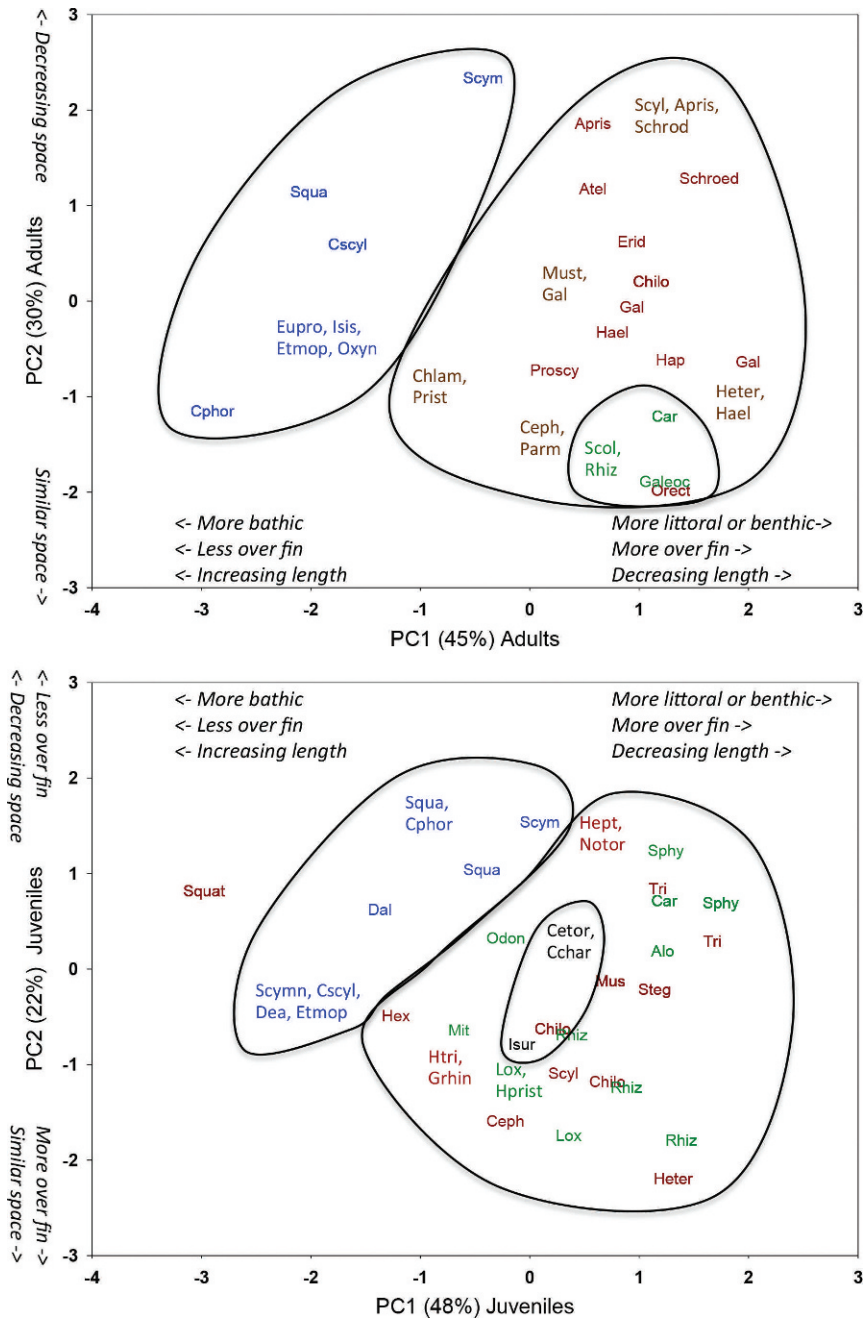 3
2
1
0
-1
-2
-3
<- Decreasing space
PC2 (30%) Adults
Similar space ->
Scym
Scyl, Apris,
Schrod
Apris
Schroed
Squa
Atel
Cscyl
Erid
Must,
Gal
Chilo
Gal
Eupro, Isis,
Etmop, Oxyn
Hael
Hap
Gal
Proscy
Chlam,
Prist
Heter,
Hael
Cphor
Car
Ceph,
Parm
Scol,
Rhiz
Galeoc
Orect
<- More bathic
<- Less over fin
<- Increasing length
More littoral or benthic->
More over fin ->
Decreasing length ->
-4 -3 -2 -1 0 1 2 3
PC1 (45%) Adults
3
2
1
0
-1
-2
-3
<- Less over fin
<- Decreasing space
PC2 (22%) Juveniles
More over fin ->
Similar space ->
<- More bathic
<- Less over fin
<- Increasing length
More littoral or benthic->
More over fin ->
Decreasing length ->
Squa,
Cphor
Scym
Hept,
Notor
Sphy
Squa
Squat
Tri
Car
Sphy
Dal
Odon
Cetor,
Cchar
Alo
Tri
Mus
Steg
Scymn, Cscyl,
Dea, Etmop
Hex
Mit
Chilo
Rhiz
Isur
Htri,
Grhin
Lox,
Hprist
Scyl
Chilo
Rhiz
Ceph
Lox
Rhiz
Heter
-4 -3 -2 -1 0 1 2 3
PC1 (48%) Juveniles